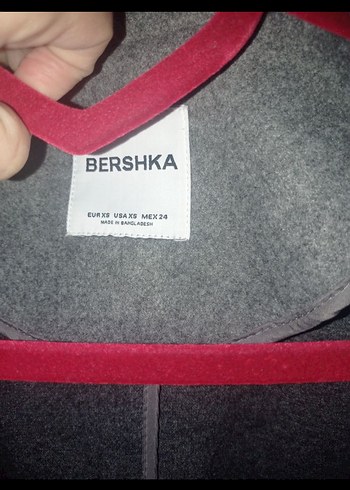 BERSHKA
EUR XS USA XS MEX 24
MADE IN BANGLADESH